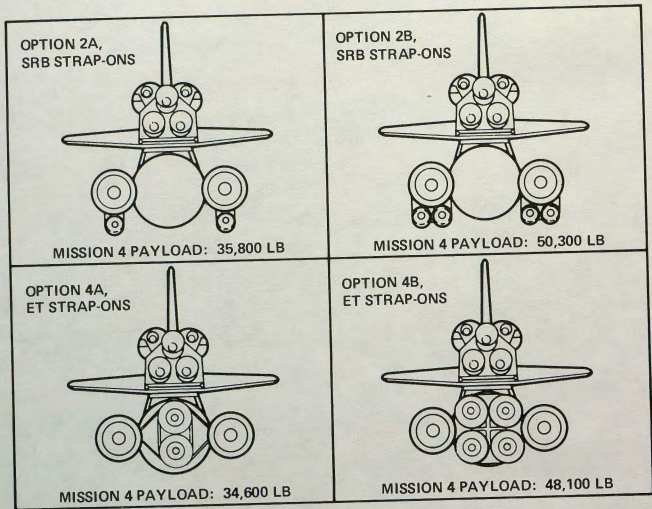 OPTION 2A,
SRB STRAP-ONS
MISSION 4 PAYLOAD: 35,800 LB
OPTION 2B,
SRB STRAP-ONS
MISSION 4 PAYLOAD: 50,300 LB
OPTION 4A,
ET STRAP-ONS
MISSION 4 PAYLOAD: 34,600 LB
OPTION 4B,
ET STRAP-ONS
MISSION 4 PAYLOAD: 48,100 LB